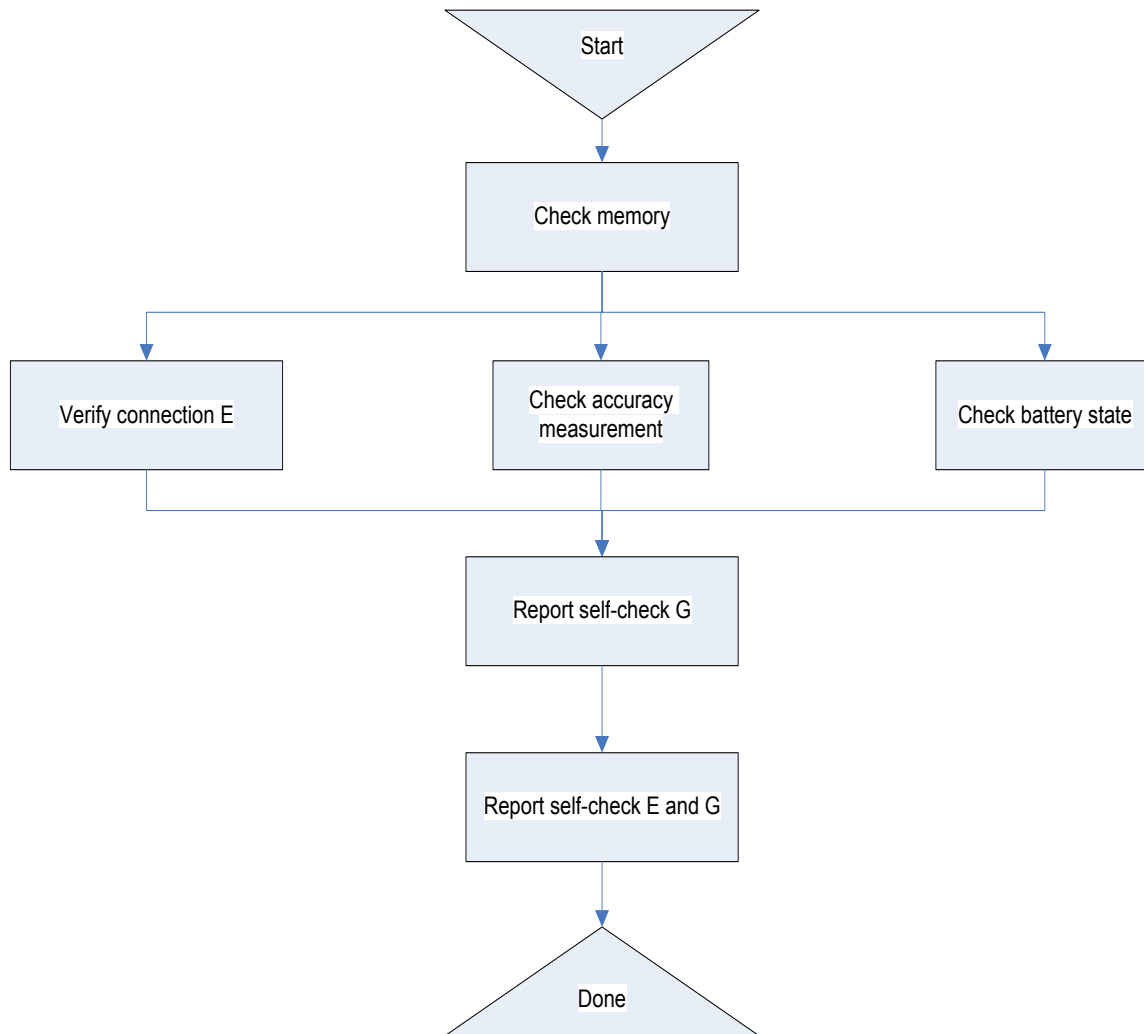 Start
Check memory
Verify connection E
Check accuracy
measurement
Check battery state
Report self-check G
Report self-check E and G
Done